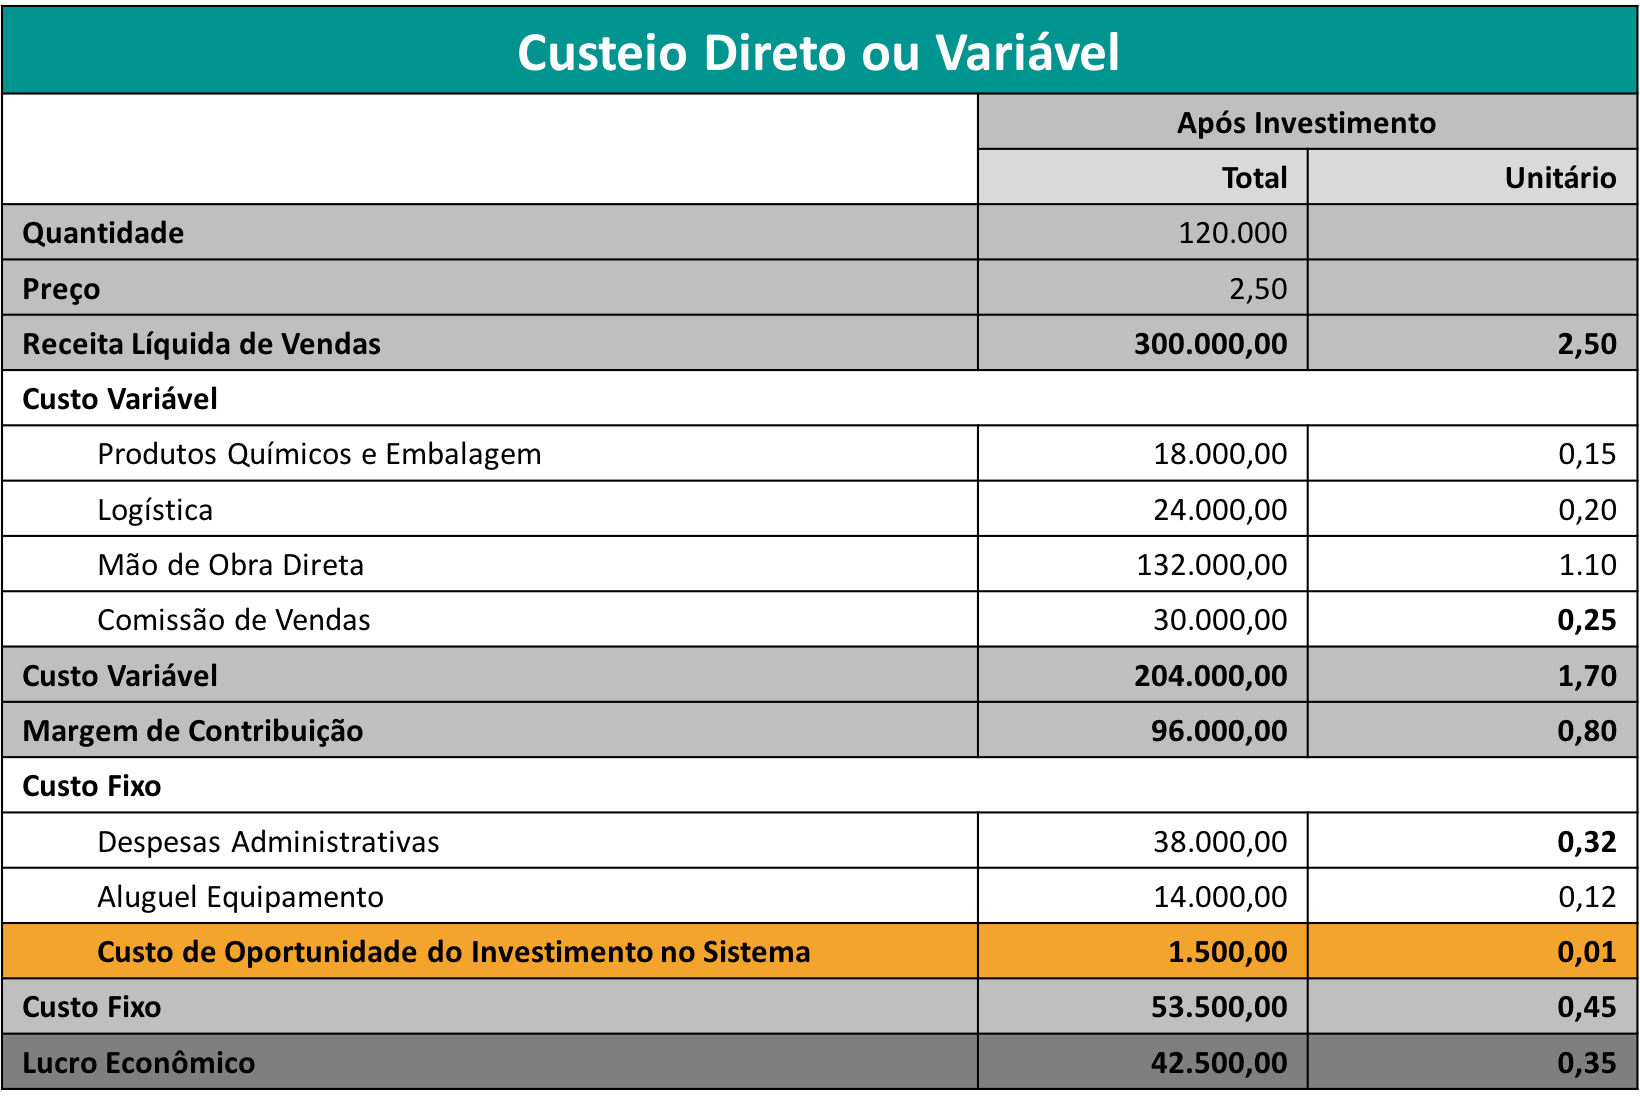 Custeio Direto ou Variável
Após Investimento
Total Unitário
Quantidade 120.000
Preço 2,50
Receita Líquida de Vendas 300.000,00 2,50
Custo Variável
Produtos Químicos e Embalagem 18.000,00 0,15
Logística 24.000,00 0,20
Mão de Obra Direta 132.000,00 1.10
Comissão de Vendas 30.000,00 0,25
Custo Variável 204.000,00 1,70
Margem de Contribuição 96.000,00 0,80
Custo Fixo
Despesas Administrativas 38.000,00 0,32
Aluguel Equipamento 14.000,00 0,12
Custo de Oportunidade do Investimento no Sistema 1.500,00 0,01
Custo Fixo 53.500,00 0,45
Lucro Econômico 42.500,00 0,35